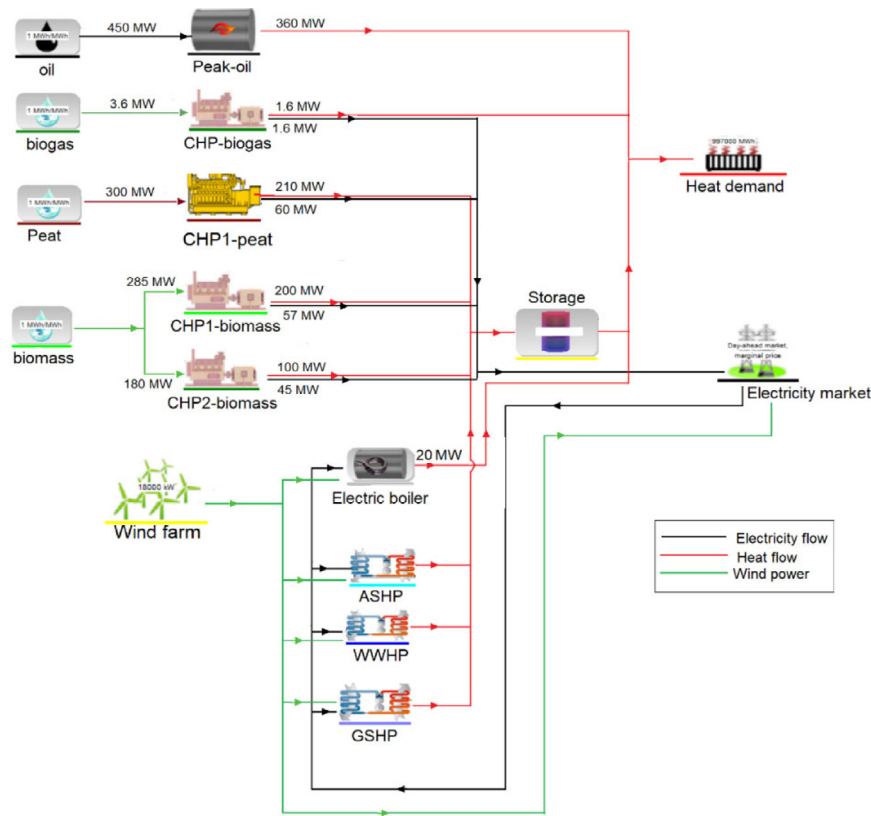 450 MW
360 MW
1 MWh/MWh
oil
Peak-oil
3.6 MW
1.6 MW
1 MWh/MWh
1.6 MW
biogas
CHP-biogas
997000 MWh
Heat demand
300 MW
210 MW
1 MWh/MWh
60 MW
Peat
CHP1-peat
285 MW
200 MW
57 MW
CHP1-biomass
Storage
1 MWh/MWh
biomass
100 MW
180 MW
45 MW
CHP2-biomass
Day-ahead market,
marginal price
Electricity market
20 MW
18000 kW
Electric boiler
Wind farm
Electricity flow
Heat flow
Wind power
ASHP
WWHP
GSHP